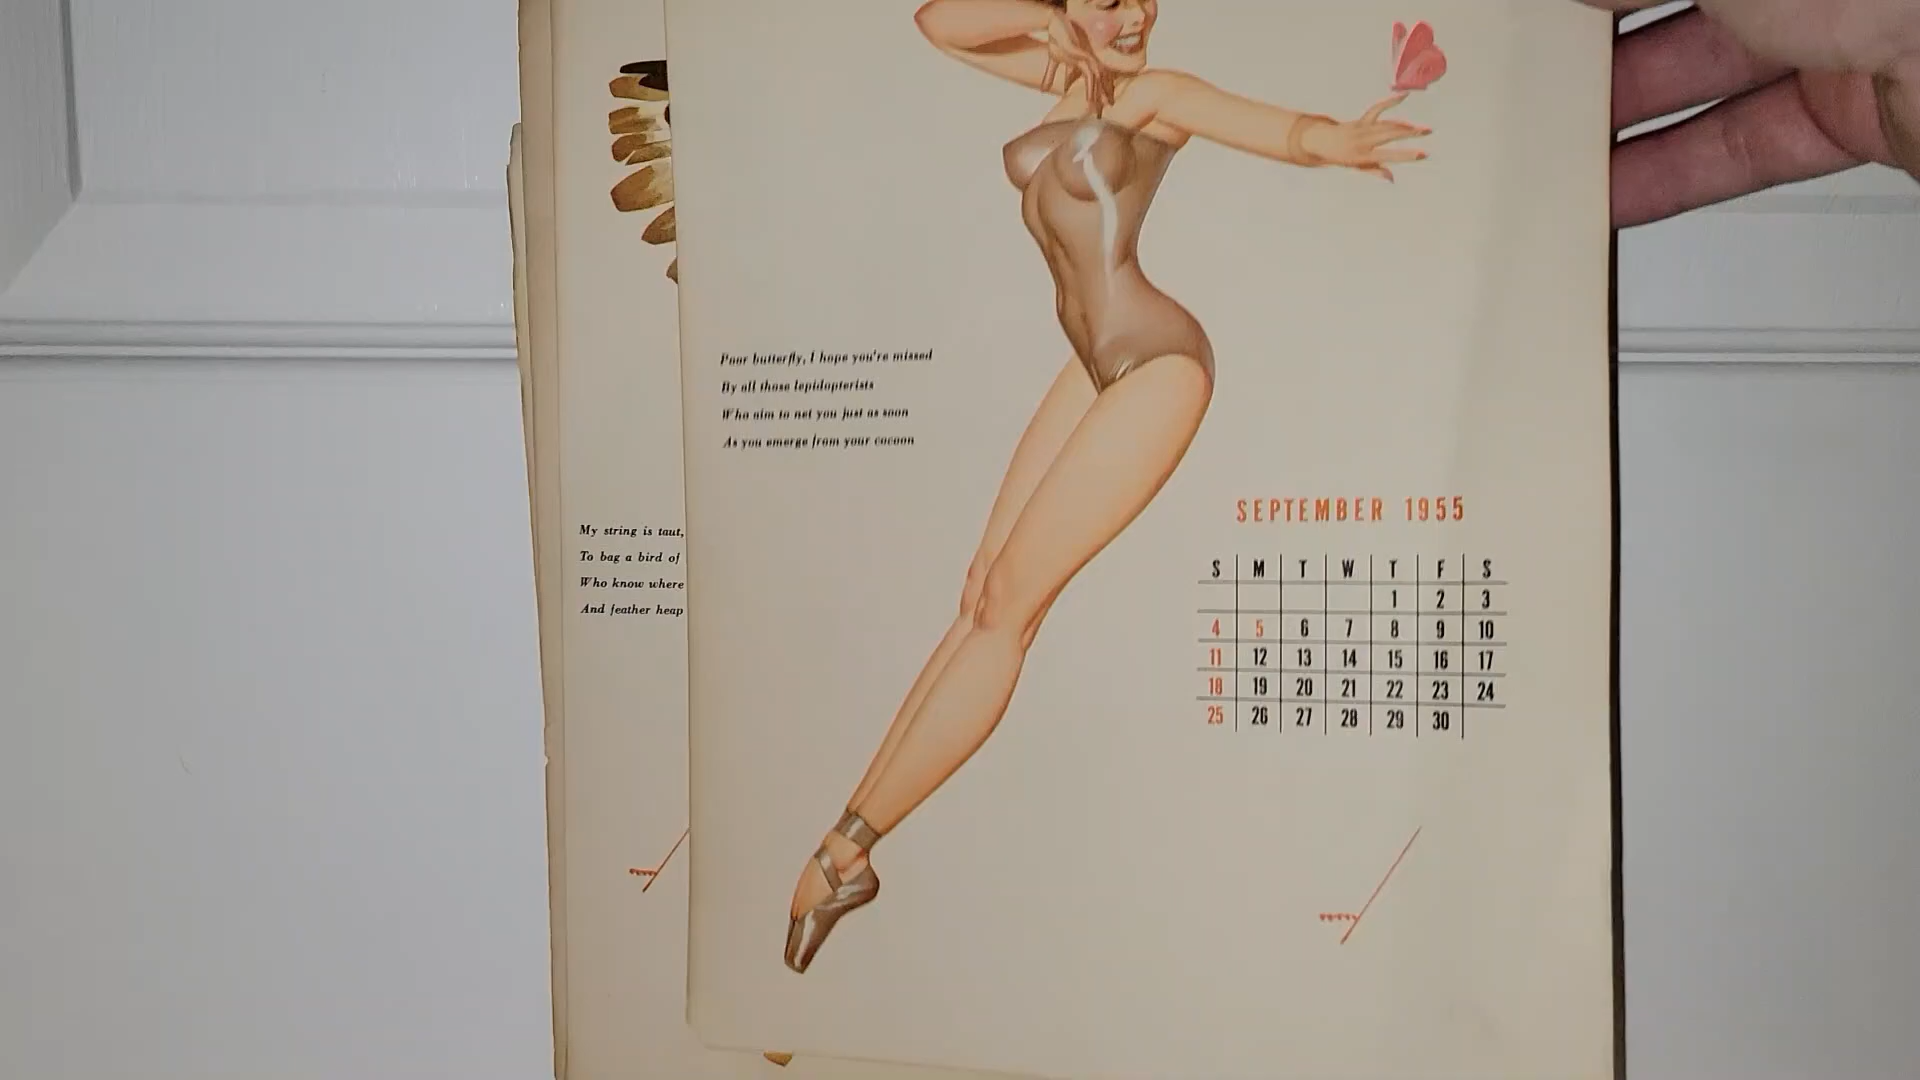 Poor butterfly, I hope you're missed
By all those lepidopterists
Who aim to net you just as soon
As you emerge from your cocoon
My string is taut,
To bag a bird of
Who know where
And feather heap
SEPTEMBER 1955
S M T W T F S
1 2 3
4 5 6 7 8 9 10
11 12 13 14 15 16 17
18 19 20 21 22 23 24
25 26 27 28 29 30